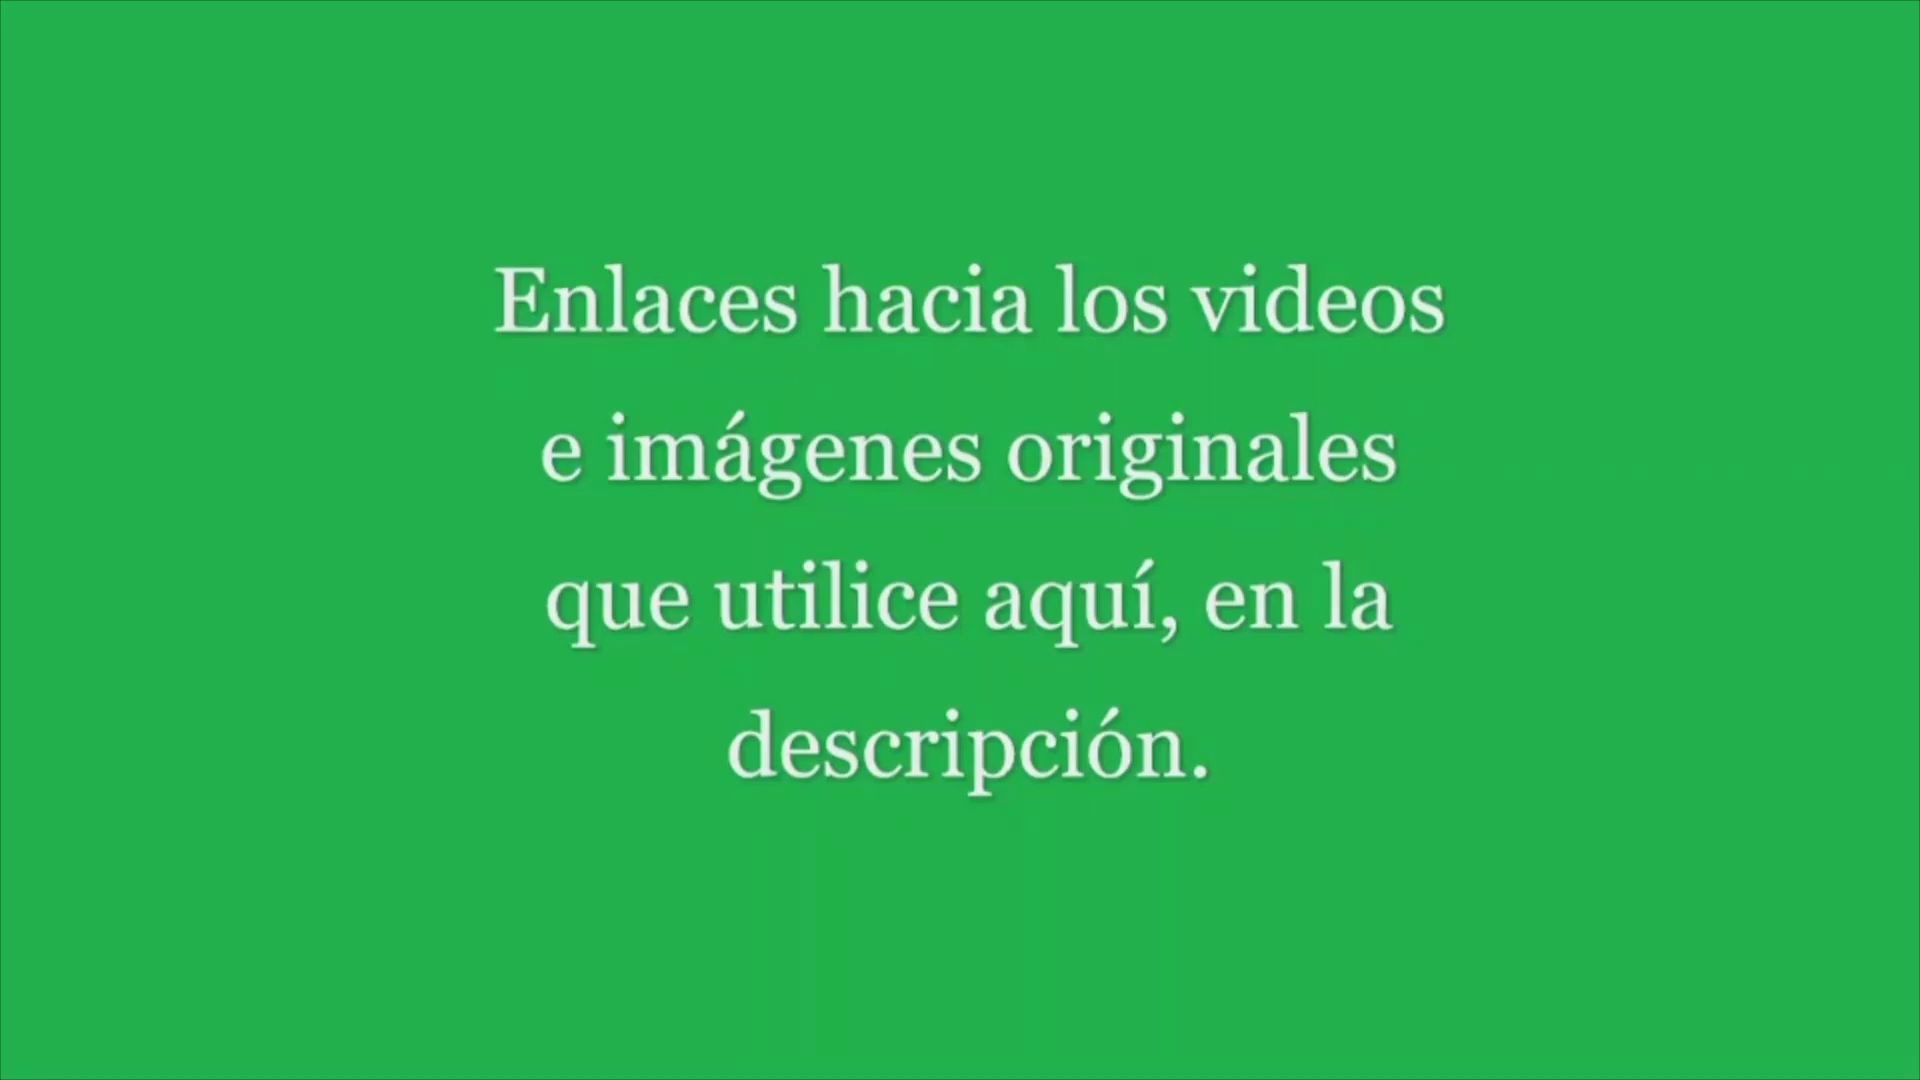 Enlaces hacia los videos
e imágenes originales
que utilice aquí, en la
descripción.